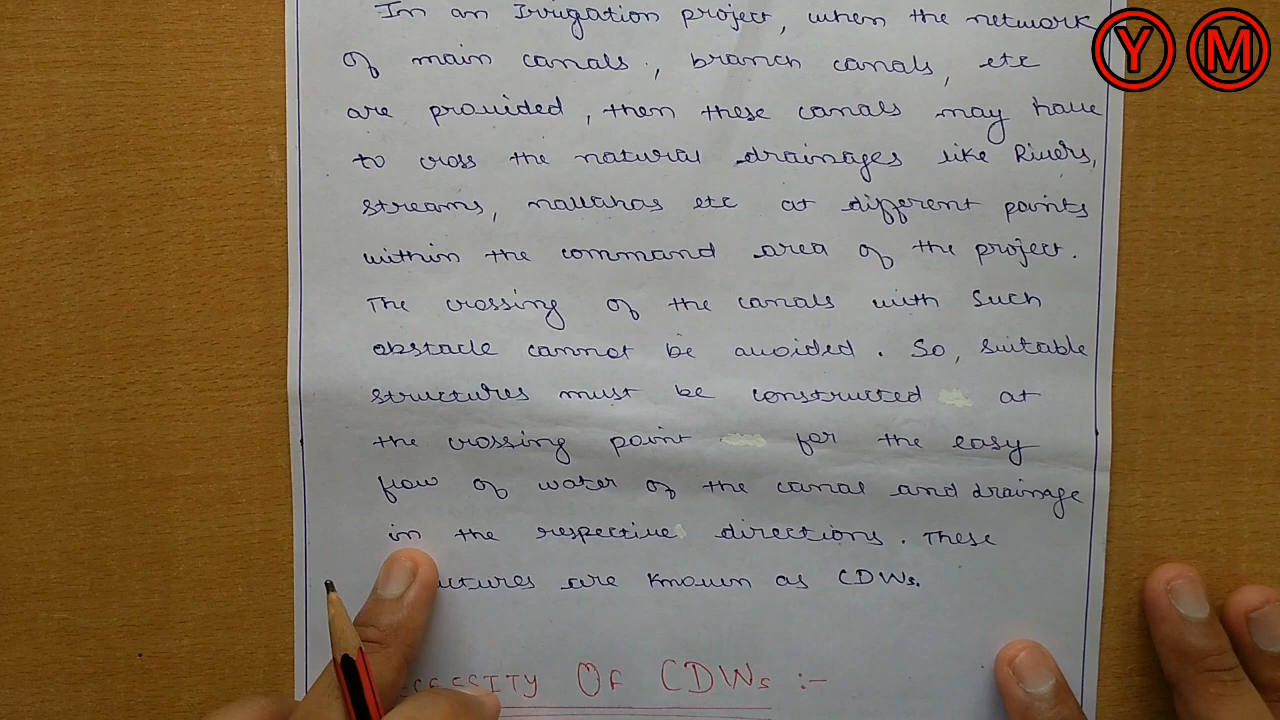 In an Irrigation project, when the network
of main canals, branch canals, etc
are provided, then these canals may have
to cross the natural drainages like Rivers,
streams, nallahas etc at different points
within the command area of the project.
The crossing of the canals with such
obstacle cannot be avoided. So, suitable
structures must be constructed at
the crossing point for the easy
flow of water of the canal and drainage
in the respective directions. These
uctures are known as CDWs.
ECESSITY OF CDWs :-
Y M